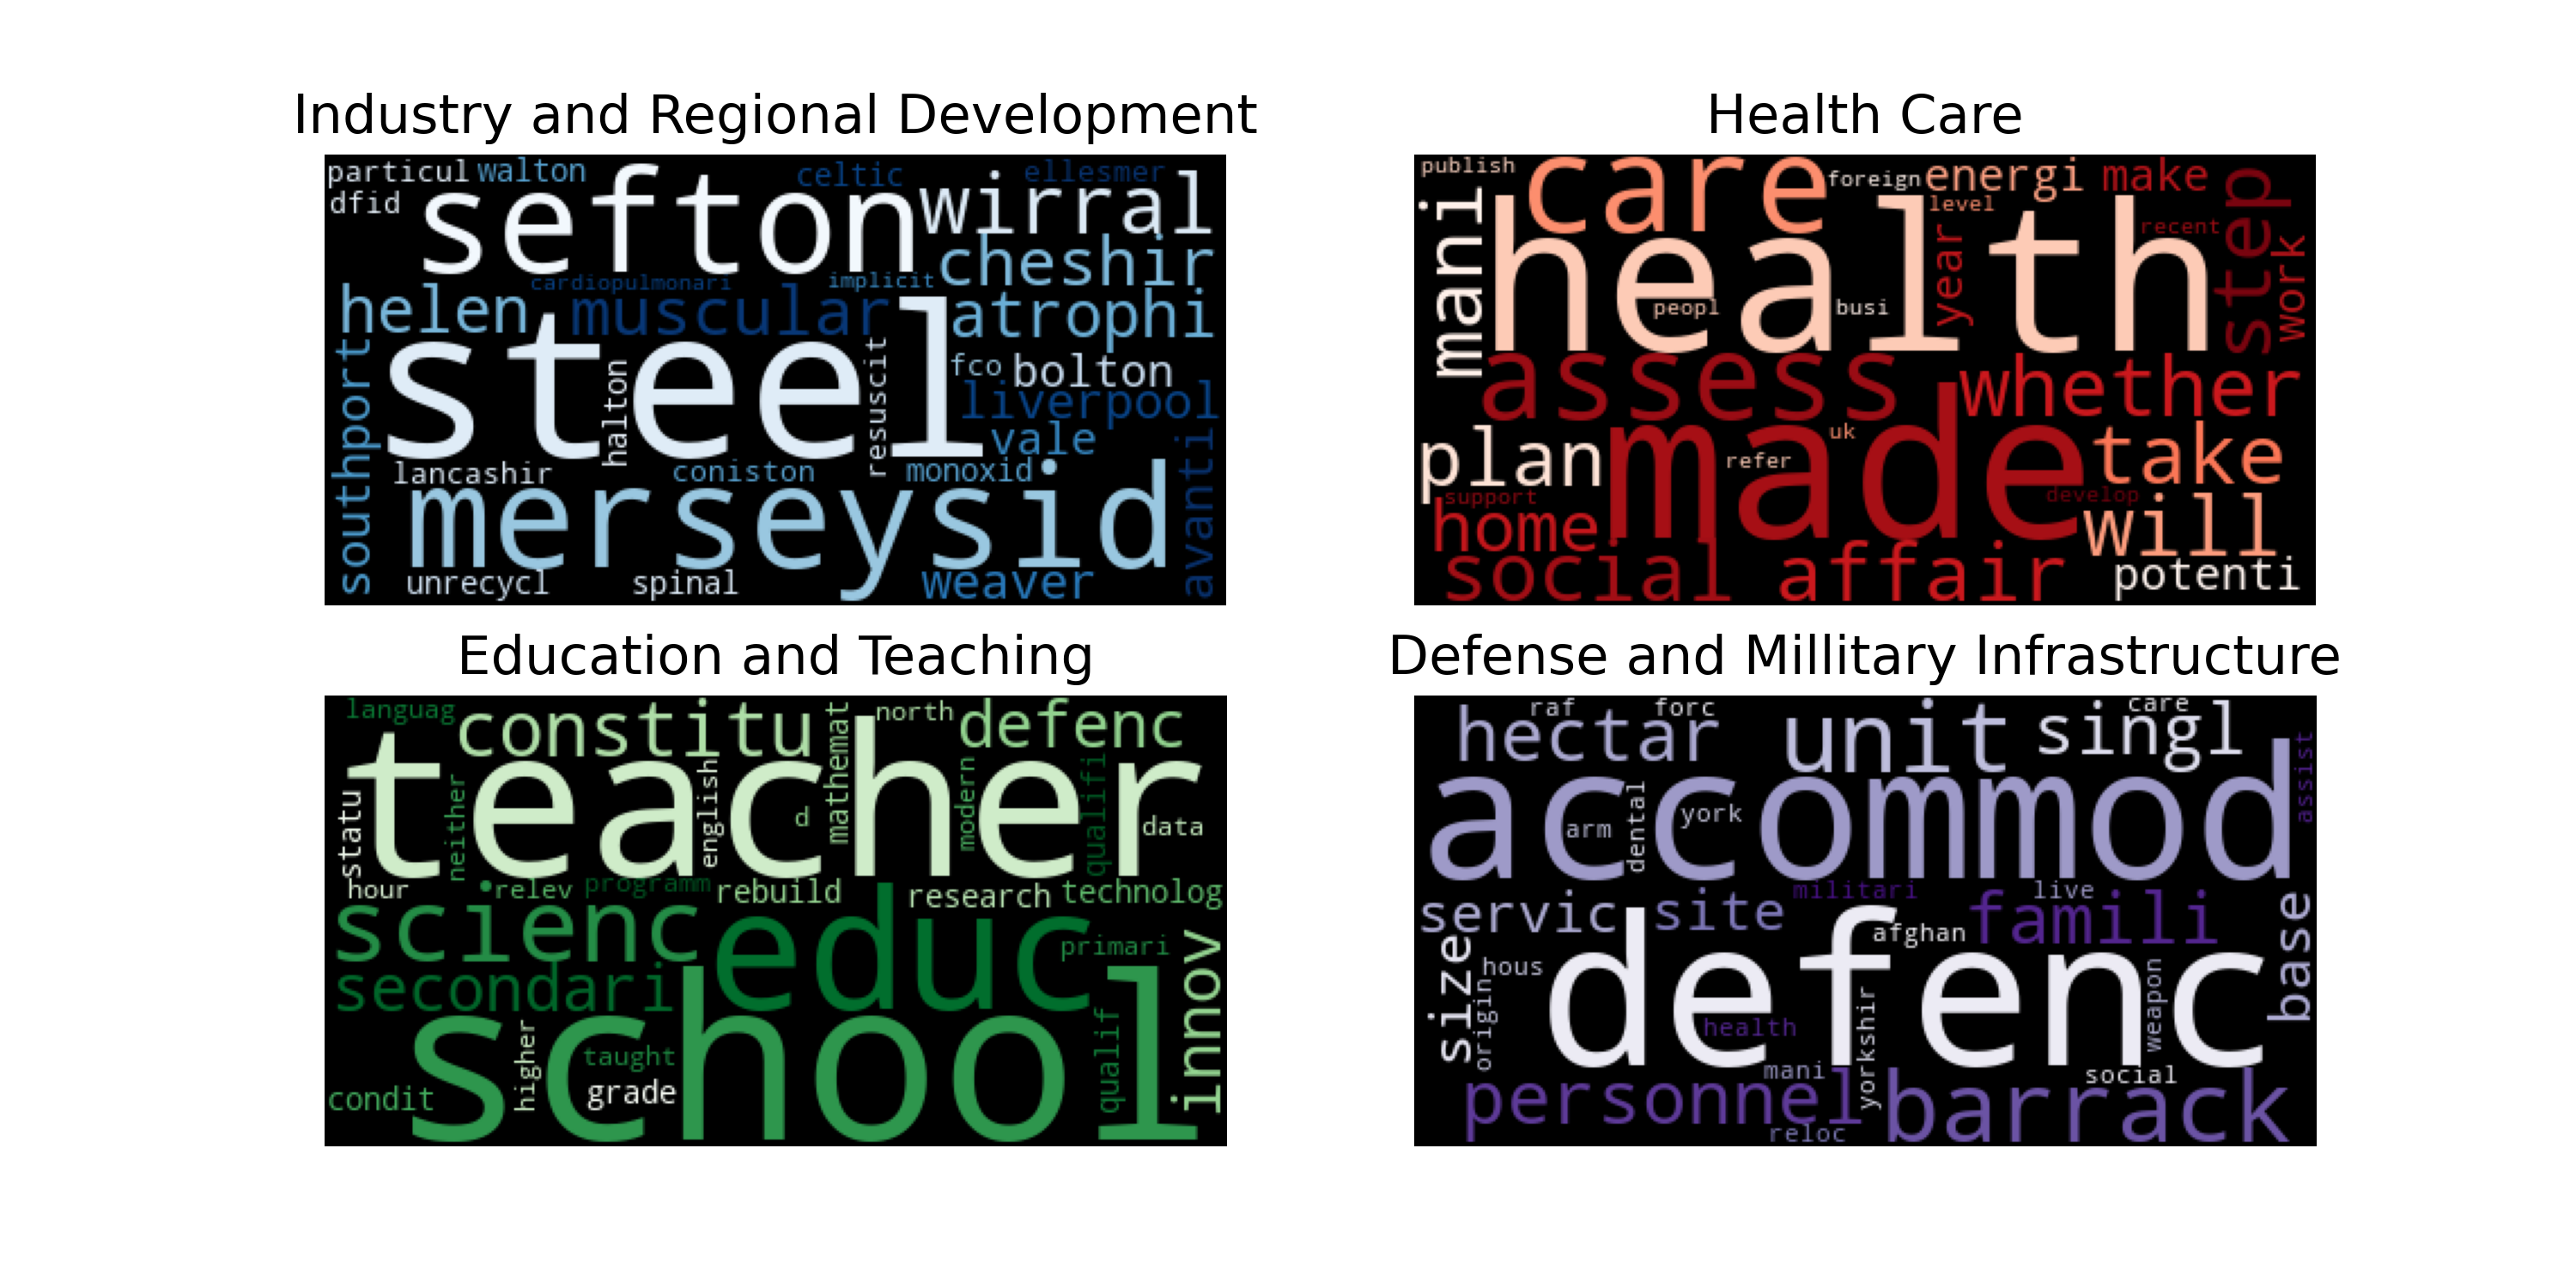 Industry and Regional Development
particul walton celtic ellesmer
dfid sefton wirral
cheshir
cardiopulmonari implicit
helen muscular atrophi
steel
southport halton resuscit fco bolton
liverpool
vale
lancashir coniston monoxid avanti
merseysid
unrecycl spinal weaver
Health Care
publish care foreign energi make
mani level step
health year recent work
peopl busi
assess whether
plan made uk take
refer
support develop
home will
social affair potenti
Education and Teaching
languag constitu north defenc
teacher
statu neither english d mathemat modern qualifi data
hour relev programm rebuild research technolog
scienc educ primari
secondari innov
school
higher taught qualif
condit grade
Defense and Millitary Infrastructure
raf forc care
hectar unit singl
accommod assist
arm dental york
militari live
servic site famili
afghan base
size hous defenc
origin health yorkshir weapon
mani social
personnel barrack
reloc